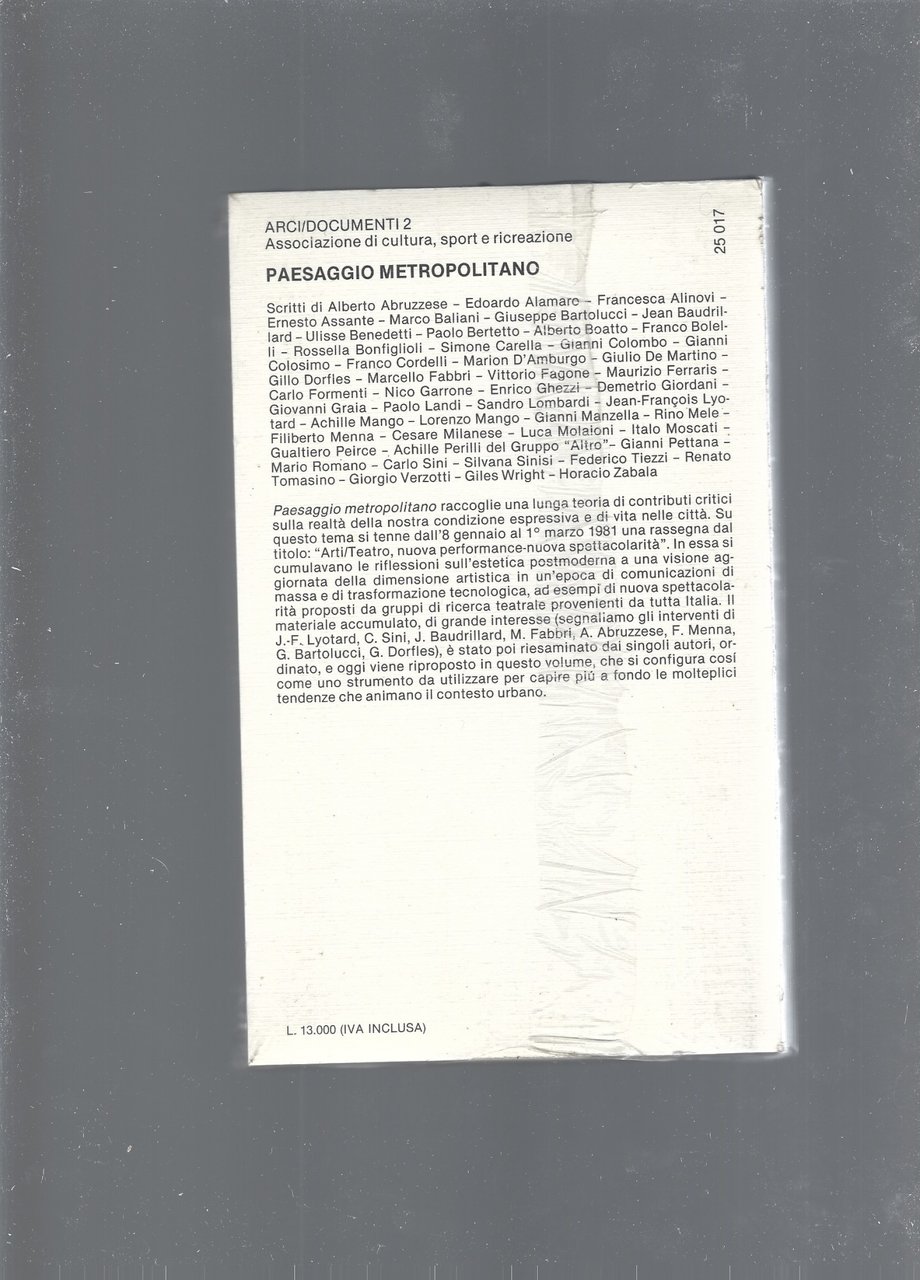 ARCI/DOCUMENTI 2
Associazione di cultura, sport e ricreazione
25 017
PAESAGGIO METROPOLITANO
Scritti di Alberto Abruzzese – Edoardo Alamaro – Francesca Alinovi –
Ernesto Assante – Marco Baliani – Giuseppe Bartolucci – Jean Baudril-
lard – Ulisse Benedetti – Paolo Bertetto – Alberto Boatto – Franco Bolel-
li – Rossella Bonfiglioli – Simone Carella – Gianni Colombo – Gianni
Colosimo – Franco Cordelli – Marion D'Amburgo – Giulio De Martino –
Gillo Dorfles – Marcello Fabbri – Vittorio Fagone – Maurizio Ferraris –
Carlo Formenti – Nico Garrone – Enrico Ghezzi – Demetrio Giordani –
Giovanni Graia – Paolo Landi – Sandro Lombardi – Jean-François Lyo-
tard – Achille Mango – Lorenzo Mango – Gianni Manzella – Rino Mele –
Filiberto Menna – Cesare Milanese – Luca Molaioni – Italo Moscati –
Gualtiero Peirce – Achille Perilli del Gruppo “Altro”– Gianni Pettana –
Mario Romano – Carlo Sini – Silvana Sinisi – Federico Tiezzi – Renato
Tomasino – Giorgio Verzotti – Giles Wright – Horacio Zabala
Paesaggio metropolitano raccoglie una lunga teoria di contributi critici
sulla realtà della nostra condizione espressiva e di vita nelle città. Su
questo tema si tenne dall'8 gennaio al 1° marzo 1981 una rassegna dal
titolo: “Arti/Teatro, nuova performance-nuova spettacolarità”. In essa si
cumulavano le riflessioni sull'estetica postmoderna a una visione ag-
giornata della dimensione artistica in un'epoca di comunicazioni di
massa e di trasformazione tecnologica, ad esempi di nuova spettacola-
rità proposti da gruppi di ricerca teatrale provenienti da tutta Italia. Il
materiale accumulato, di grande interesse (segnaliamo gli interventi di
J.-F. Lyotard, C. Sini, J. Baudrillard, M. Fabbri, A. Abruzzese, F. Menna,
G. Bartolucci, G. Dorfles), è stato poi riesaminato dai singoli autori, or-
dinato, e oggi viene riproposto in questo volume, che si configura cosí
come uno strumento da utilizzare per capire piú a fondo le molteplici
tendenze che animano il contesto urbano.
L. 13.000 (IVA INCLUSA)